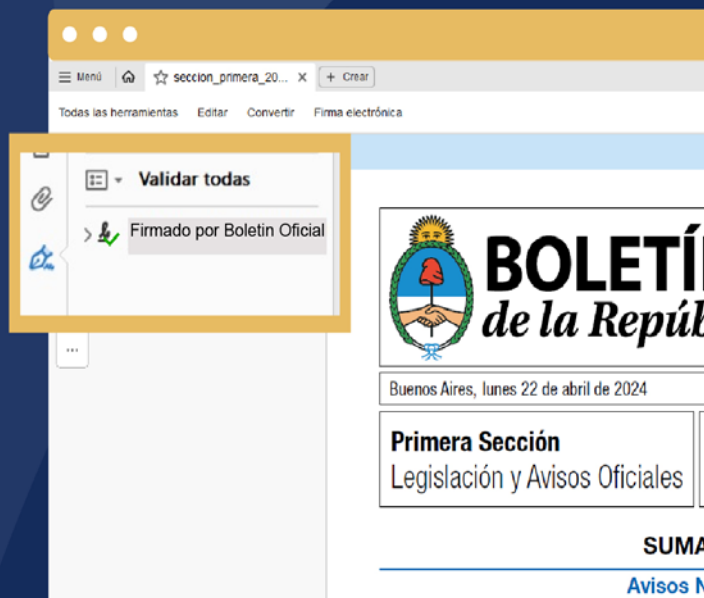 Menú
seccion_primera_20... X
+ Crear
Todas las herramientas Editar Convertir Firma electrónica
Validar todas
Firmado por Boletin Oficial
...
BOLETÍ
de la Repúb
Buenos Aires, lunes 22 de abril de 2024
Primera Sección
Legislación y Avisos Oficiales
SUMA
Avisos N